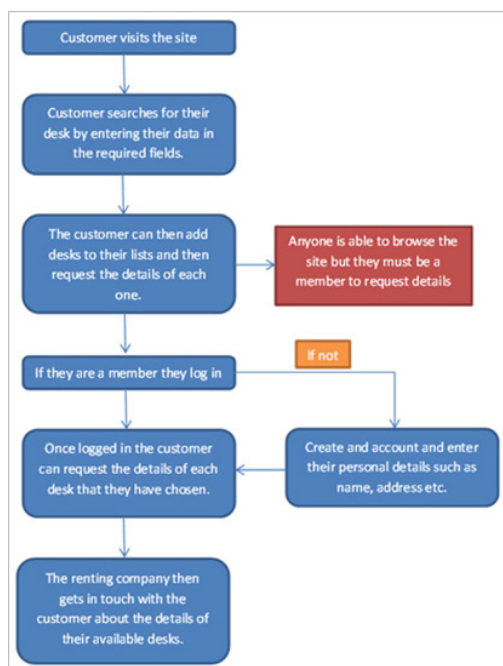 Customer visits the site
Customer searches for their
desk by entering their data in
the required fields.
The customer can then add
desks to their lists and then
request the details of each
one.
Anyone is able to browse the
site but they must be a
member to request details
If not
If they are a member they log in
Once logged in the customer
can request the details of each
desk that they have chosen.
Create and account and enter
their personal details such as
name, address etc.
The renting company then
gets in touch with the
customer about the details of
their available desks.